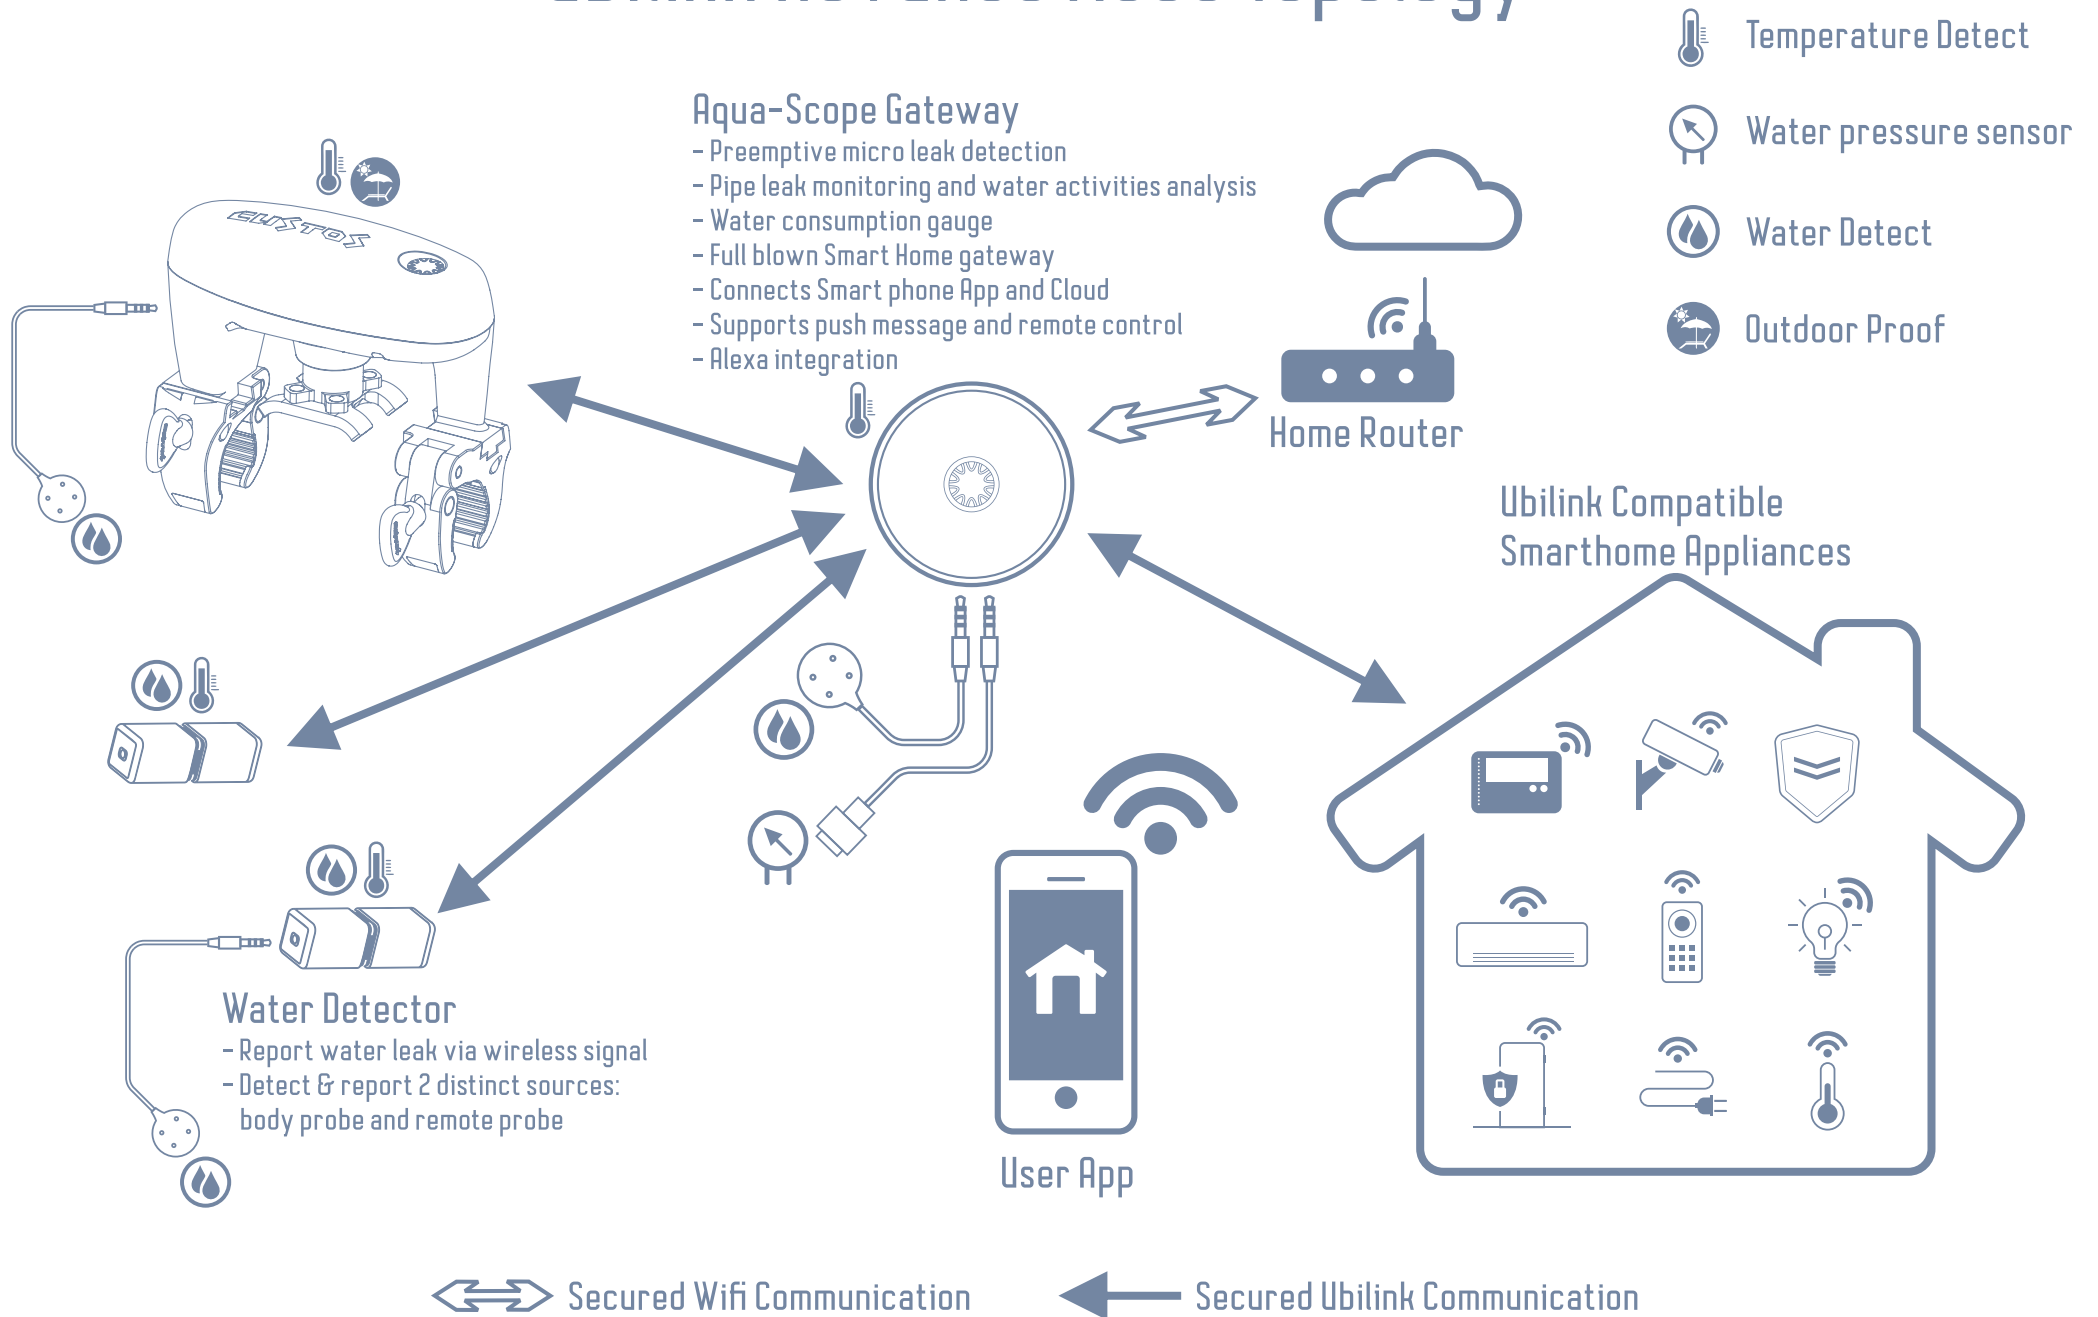 Topology
Temperature Detect
Water pressure sensor
Water Detect
Outdoor Proof
Aqua-Scope Gateway
- Preemptive micro leak detection
- Pipe leak monitoring and water activities analysis
- Water consumption gauge
- Full blown Smart Home gateway
- Connects Smart phone App and Cloud
- Supports push message and remote control
- Alexa integration
CUSTOS
Home Router
Ubilink Compatible
Smarthome Appliances
Water Detector
- Report water leak via wireless signal
- Detect & report 2 distinct sources:
body probe and remote probe
User App
Secured Wifi Communication
Secured Ubilink Communication